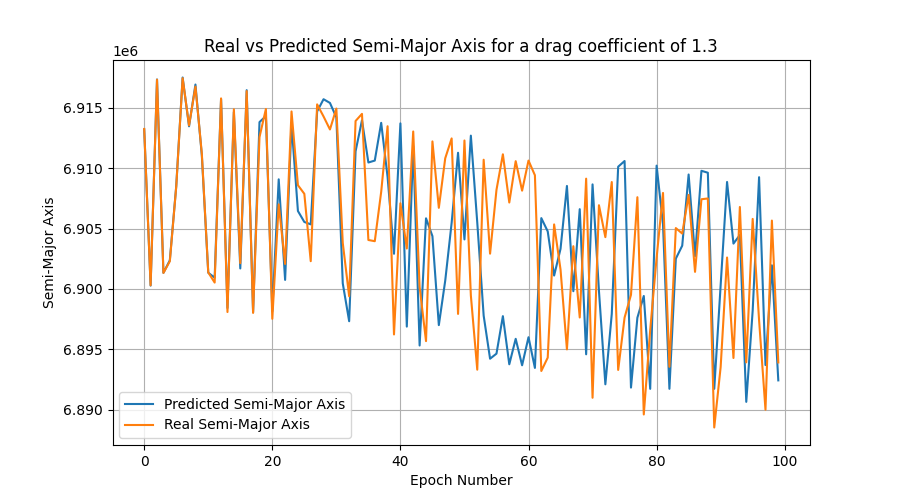 Real vs Predicted Semi-Major Axis for a drag coefficient of 1.3
1e6
6.915
6.910
6.905
6.900
6.895
6.890
Semi-Major Axis
Predicted Semi-Major Axis
Real Semi-Major Axis
0 20 40 60 80 100
Epoch Number